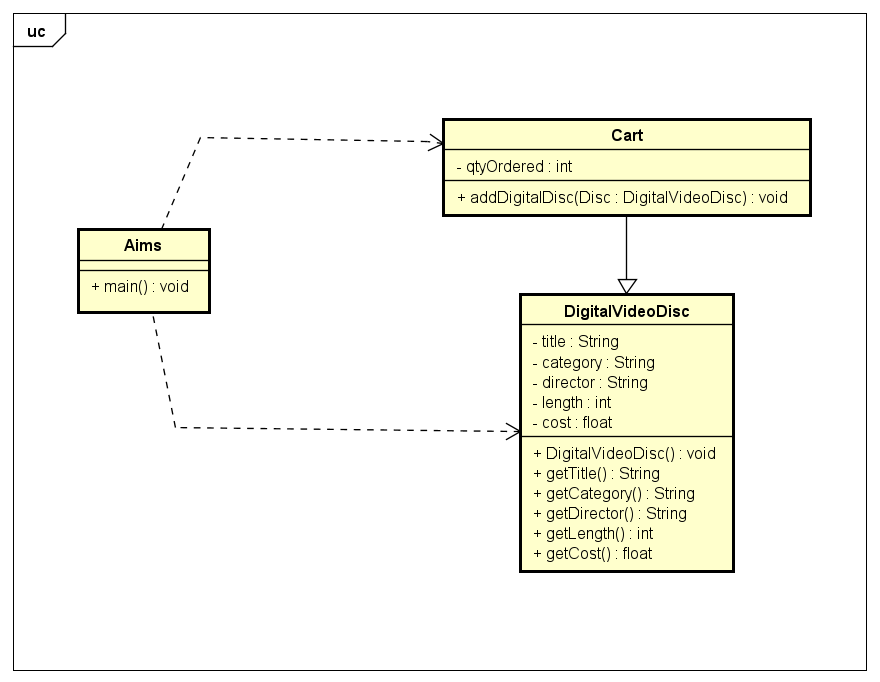 uc
Cart
- qtyOrdered : int
+ addDigitalDisc(Disc : DigitalVideoDisc) : void
Aims
+ main() : void
DigitalVideoDisc
- title : String
- category : String
- director : String
- length : int
- cost : float
+ DigitalVideoDisc() : void
+ getTitle() : String
+ getCategory() : String
+ getDirector() : String
+ getLength() : int
+ getCost() : float